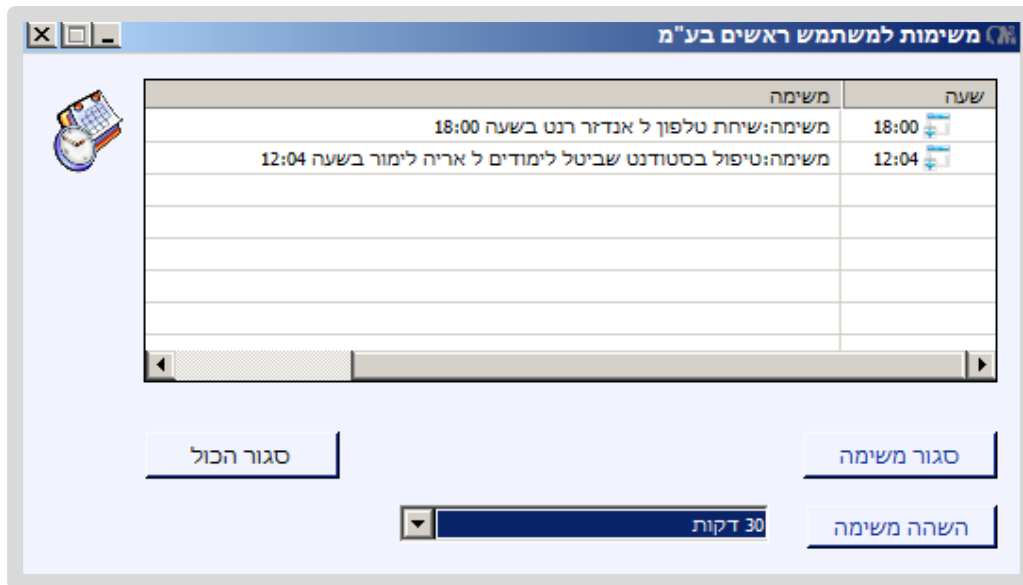 משימות למשתמש ראשים בע"מ
שעה משימה
18:00 משימה:שיחת טלפון ל אנדזר רנט בשעה 18:00
12:04 משימה:טיפול בסטודנט שביטל לימודים ל אריה לימור בשעה 12:04
סגור משימה סגור הכול
השהה משימה 30 דקות